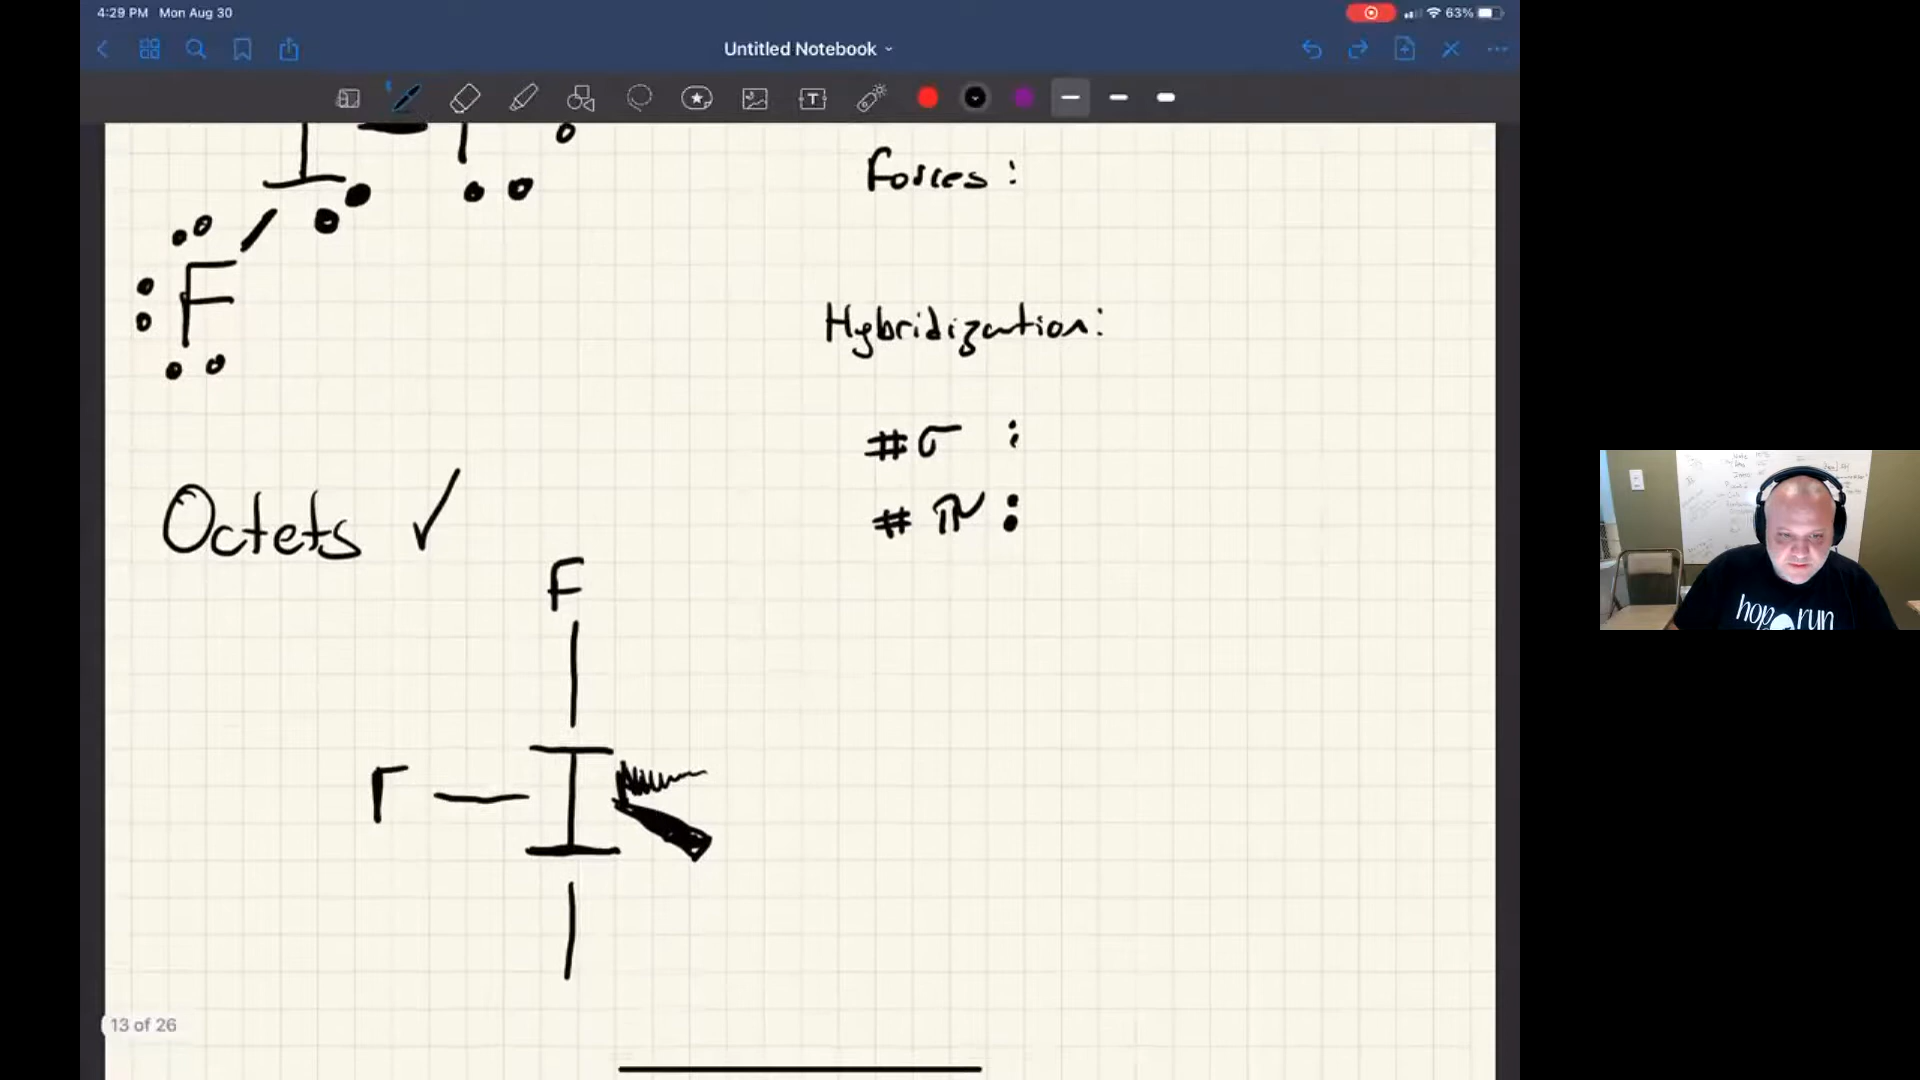 4:29 PM Mon Aug 30
63%
Untitled Notebook
T
I
F
Forces :
Hybridization:
# σ :
# π :
Octets ✓
F
F — I
13 of 26
hop run